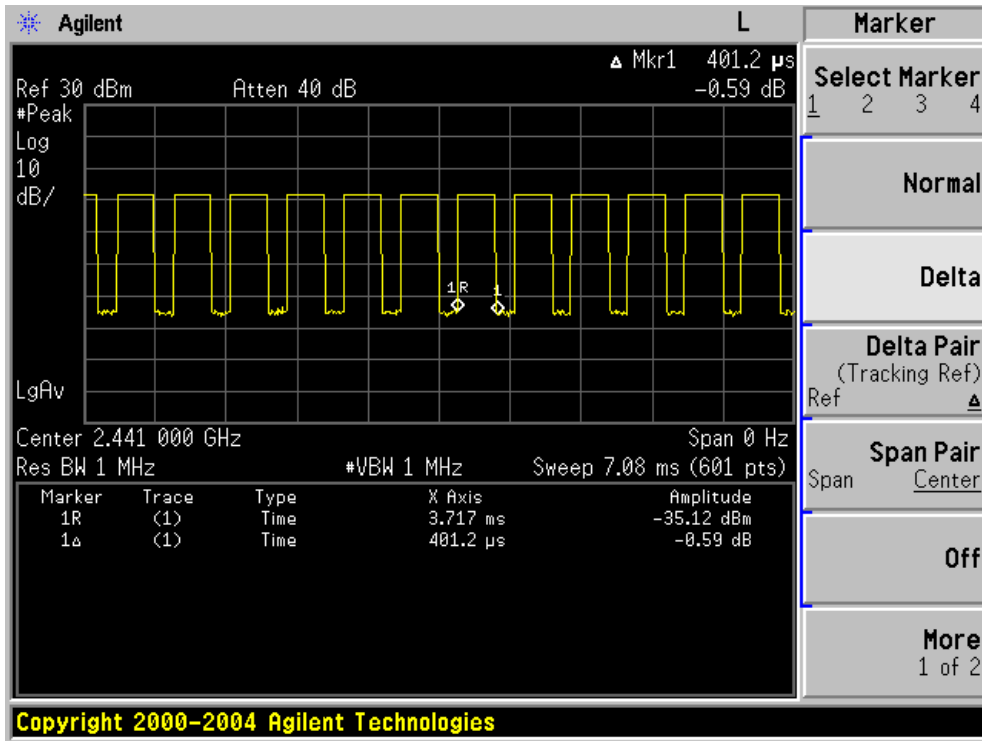 Agilent L
Δ Mkr1 401.2 µs
Ref 30 dBm Atten 40 dB -0.59 dB
#Peak
Log
10
dB/
1R 1
LgAv
Center 2.441 000 GHz Span 0 Hz
Res BW 1 MHz #VBW 1 MHz Sweep 7.08 ms (601 pts)
Marker Trace Type X Axis Amplitude
1R (1) Time 3.717 ms -35.12 dBm
1Δ (1) Time 401.2 µs -0.59 dB
Marker
Select Marker
1 2 3 4
Normal
Delta
Delta Pair
(Tracking Ref)
Ref Δ
Span Pair
Span Center
Off
More
1 of 2
Copyright 2000-2004 Agilent Technologies